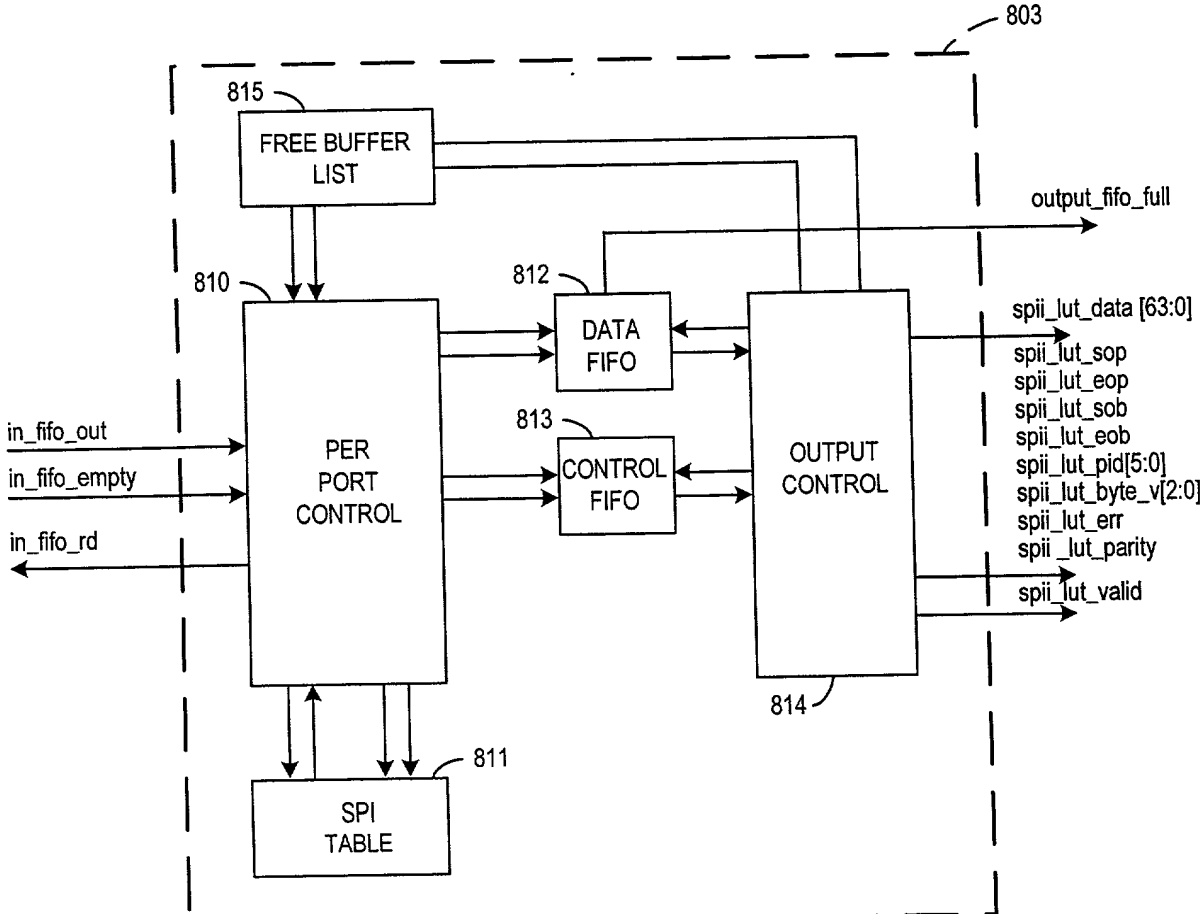 803
815
FREE BUFFER
LIST
output_fifo_full
810
812
DATA
FIFO
spii_lut_data [63:0]
spii_lut_sop
spii_lut_eop
spii_lut_sob
spii_lut_eob
spii_lut_pid[5:0]
spii_lut_byte_v[2:0]
spii_lut_err
spii _lut_parity
spii_lut_valid
in_fifo_out
in_fifo_empty
in_fifo_rd
PER
PORT
CONTROL
813
CONTROL
FIFO
OUTPUT
CONTROL
814
811
SPI
TABLE